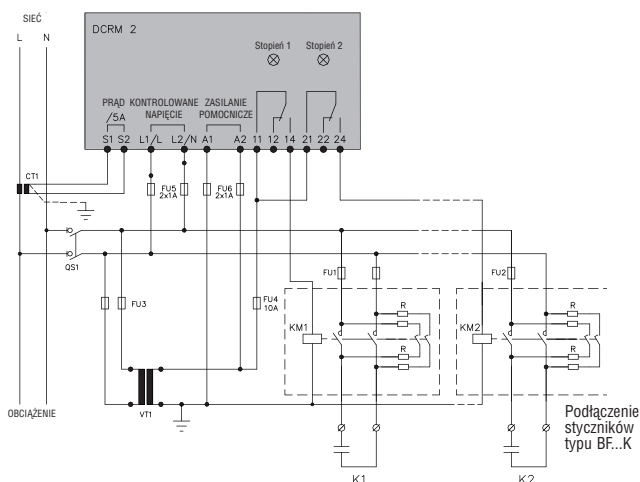 SIEĆ
L N
DCRM 2
Stopień 1 Stopień 2
PRĄD KONTROLOWANE ZASILANIE
/5A NAPIĘCIE POMOCNICZE
S1 S2 L1/L L2/N A1 A2 11 12 14 21 22 24
CT1
FU5
2x1A
FU6
2x1A
QS1
FU1
FU2
FU3
FU4
10A
R
R
KM1
KM2
R
R
VT1
OBCIĄŻENIE
Podłączenie
styczników
typu BF...K
K1
K2